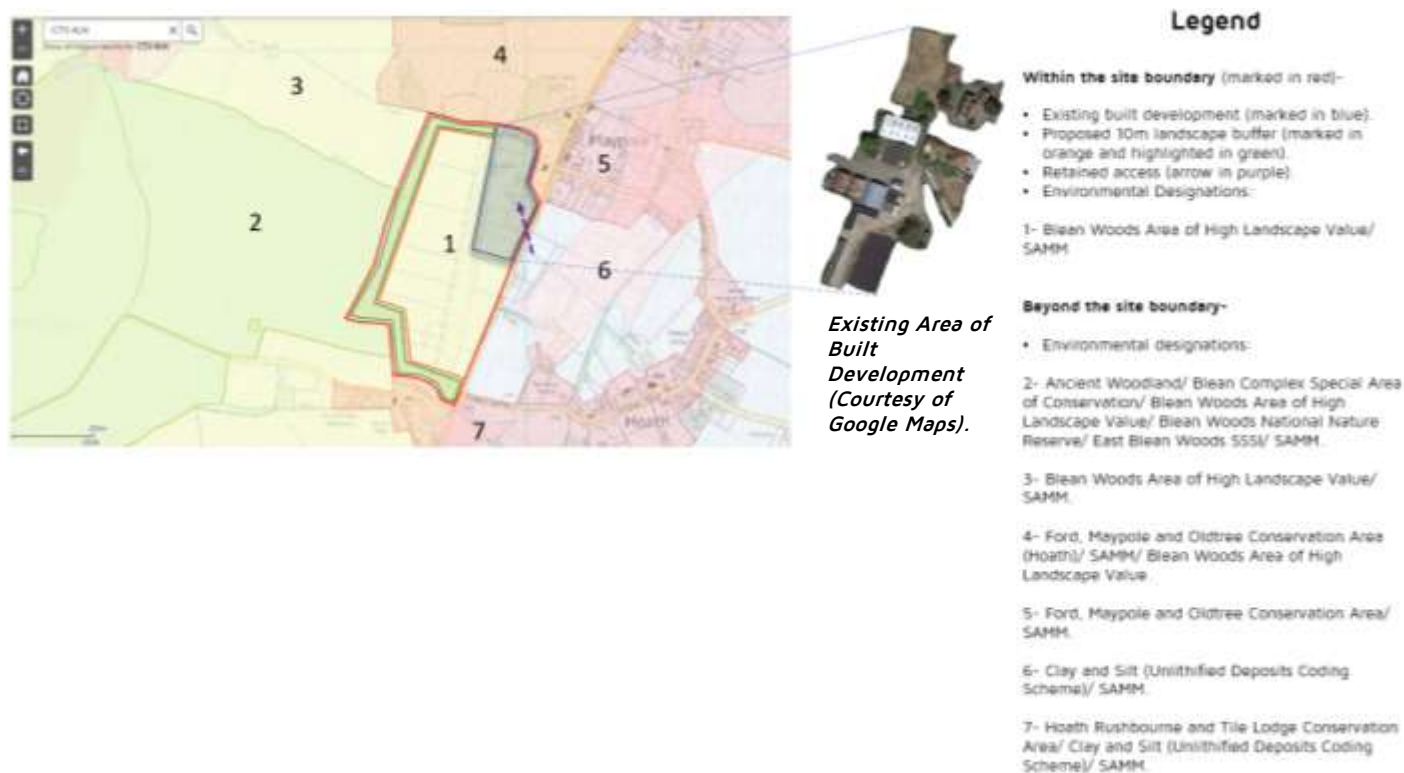 CT3 4LN
3
4
Maypole
5
2
1
6
Hoath
7
Existing Area of
Built
Development
(Courtesy of
Google Maps).
Legend
Within the site boundary (marked in red)-
• Existing built development (marked in blue).
• Proposed 10m landscape buffer (marked in
orange and highlighted in green).
• Retained access (arrow in purple)
• Environmental Designations:
1- Blean Woods Area of High Landscape Value/
SAMM
Beyond the site boundary-
• Environmental designations:
2- Ancient Woodland/ Blean Complex Special Area
of Conservation/ Blean Woods Area of High
Landscape Value/ Blean Woods National Nature
Reserve/ East Blean Woods SSSI/ SAMM.
3- Blean Woods Area of High Landscape Value/
SAMM.
4- Ford, Maypole and Oldtree Conservation Area
(Hoath)/ SAMM/ Blean Woods Area of High
Landscape Value
5- Ford, Maypole and Oldtree Conservation Area/
SAMM.
6- Clay and Silt (Unlithified Deposits Coding
Scheme)/ SAMM.
7- Hoath Rushbourne and Tile Lodge Conservation
Area/ Clay and Silt (Unlithified Deposits Coding
Scheme)/ SAMM.